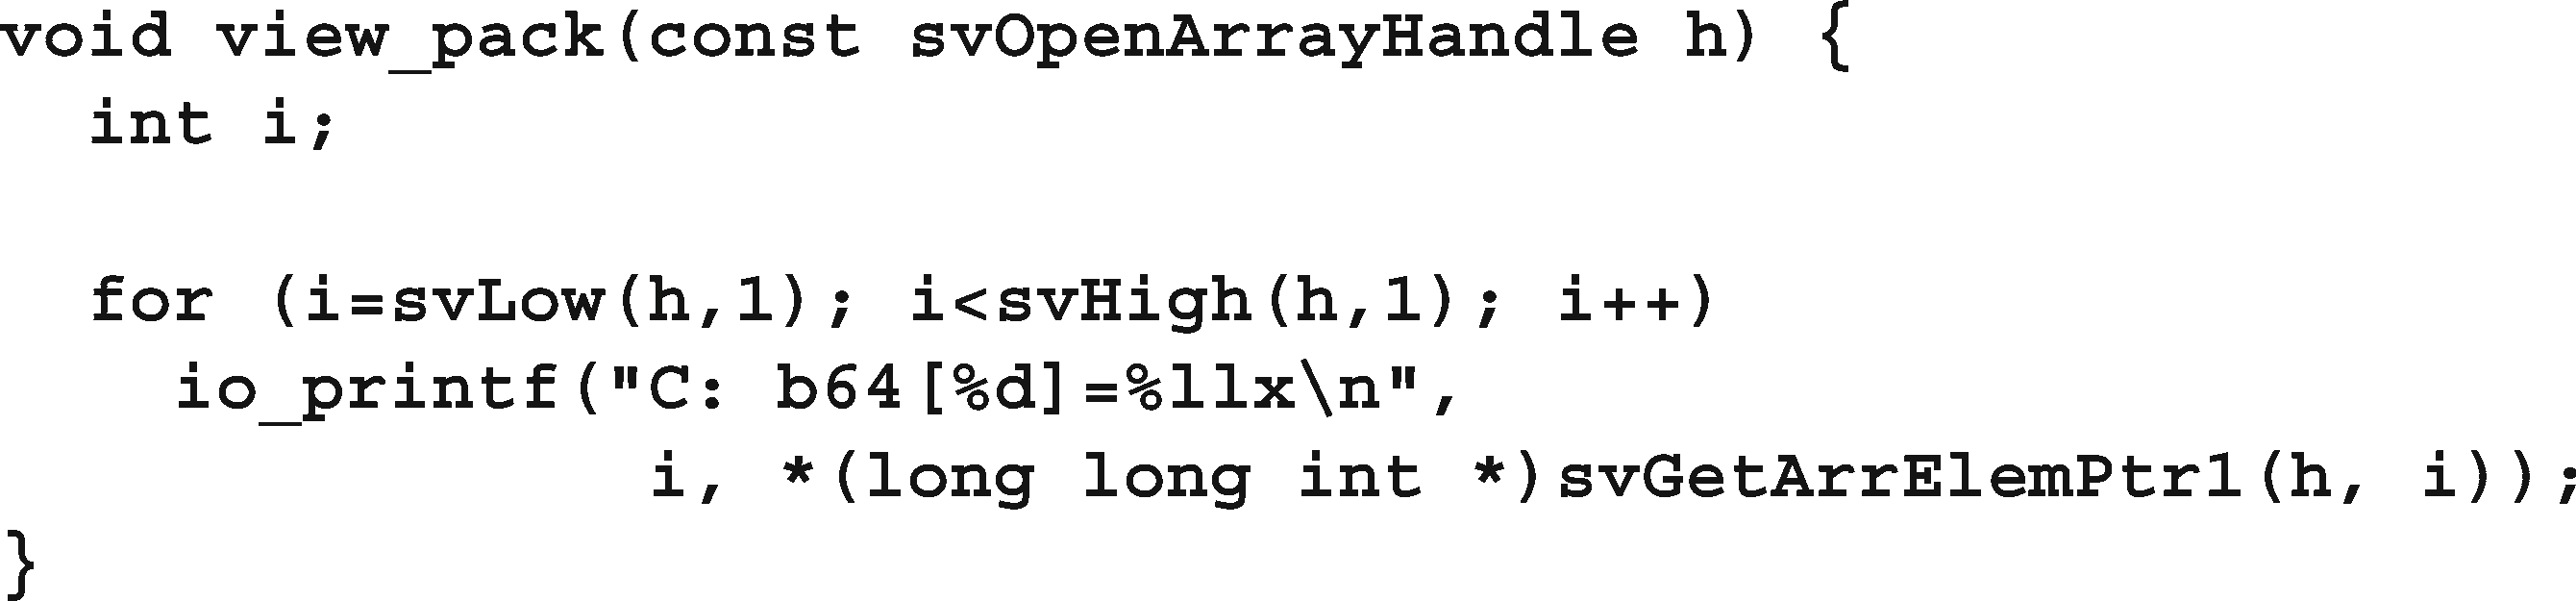 void view_pack(const svOpenArrayHandle h) {
  int i;

  for (i=svLow(h,1); i<svHigh(h,1); i++)
    io_printf("C: b64[%d]=%llx\n",
               i, *(long long int *)svGetArrElemPtr1(h, i));
}